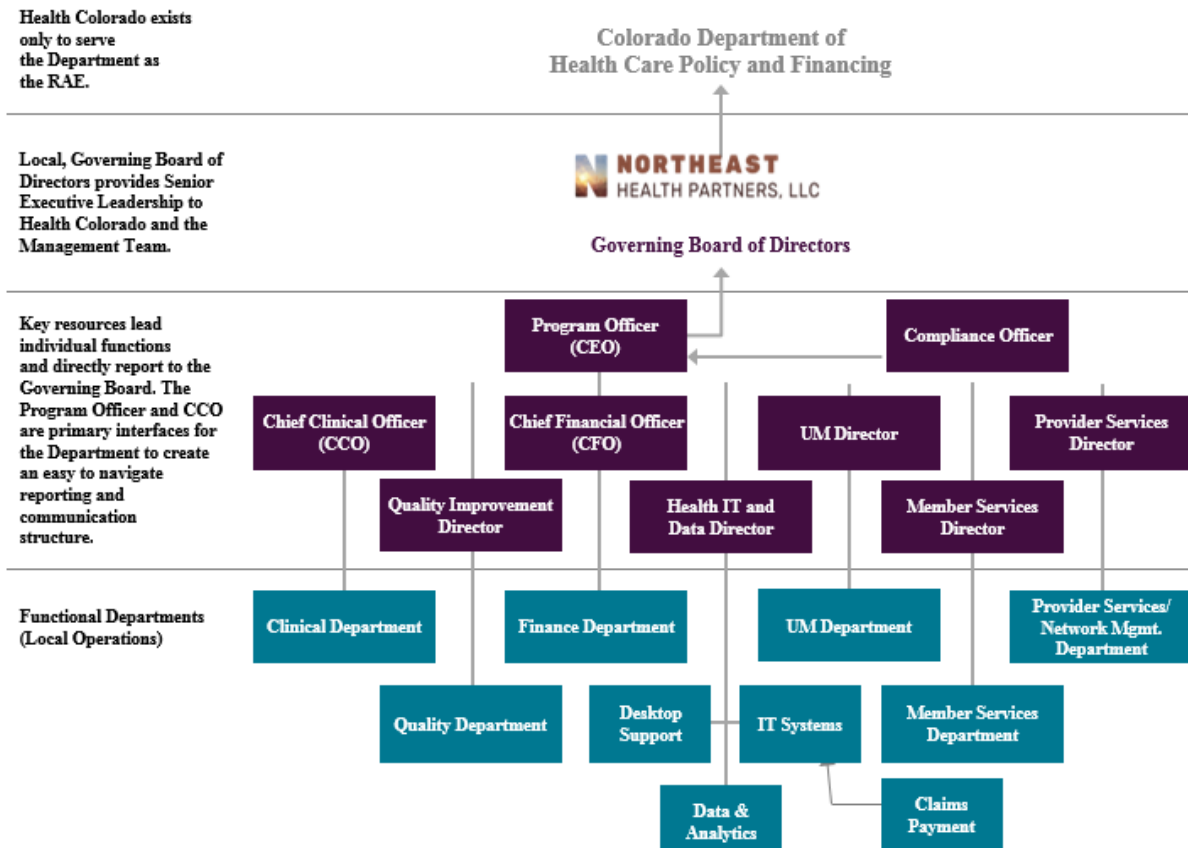 Health Colorado exists
only to serve
the Department as
the RAE.
Colorado Department of
Health Care Policy and Financing
Local, Governing Board of
Directors provides Senior
Executive Leadership to
Health Colorado and the
Management Team.
N NORTHEAST
HEALTH PARTNERS, LLC
Governing Board of Directors
Key resources lead
individual functions
and directly report to the
Governing Board. The
Program Officer and CCO
are primary interfaces for
the Department to create
an easy to navigate
reporting and
communication
structure.
Program Officer
(CEO)
Compliance Officer
Chief Clinical Officer
(CCO)
Chief Financial Officer
(CFO)
UM Director
Provider Services
Director
Quality Improvement
Director
Health IT and
Data Director
Member Services
Director
Functional Departments
(Local Operations)
Clinical Department
Finance Department
UM Department
Provider Services/
Network Mgmt.
Department
Quality Department
Desktop
Support
IT Systems
Member Services
Department
Data &
Analytics
Claims
Payment